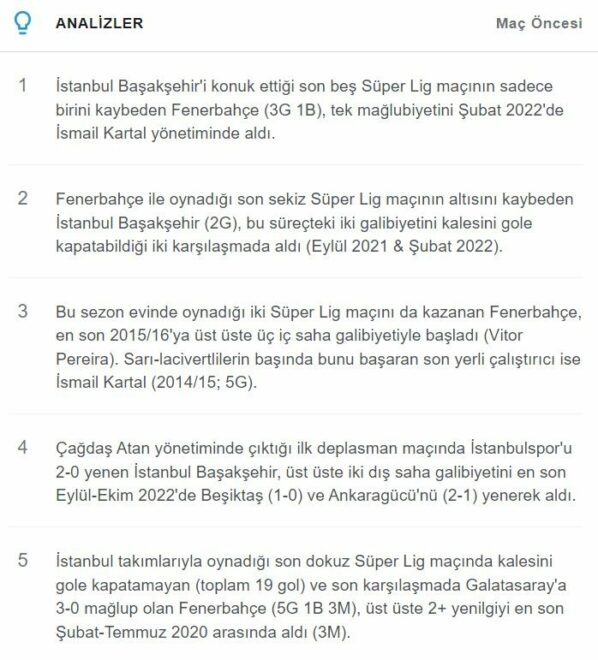 ANALİZLER
Maç Öncesi
1
İstanbul Başakşehir'i konuk ettiği son beş Süper Lig maçının sadece
birini kaybeden Fenerbahçe (3G 1B), tek mağlubiyetini Şubat 2022'de
İsmail Kartal yönetiminde aldı.
2
Fenerbahçe ile oynadığı son sekiz Süper Lig maçının altısını kaybeden
İstanbul Başakşehir (2G), bu süreçteki iki galibiyetini kalesini gole
kapatabildiği iki karşılaşmada aldı (Eylül 2021 & Şubat 2022).
3
Bu sezon evinde oynadığı iki Süper Lig maçını da kazanan Fenerbahçe,
en son 2015/16'ya üst üste üç iç saha galibiyetiyle başladı (Vitor
Pereira). Sarı-lacivertlilerin başında bunu başaran son yerli çalıştırıcı ise
İsmail Kartal (2014/15; 5G).
4
Çağdaş Atan yönetiminde çıktığı ilk deplasman maçında İstanbulspor'u
2-0 yenen İstanbul Başakşehir, üst üste iki dış saha galibiyetini en son
Eylül-Ekim 2022'de Beşiktaş (1-0) ve Ankaragücü'nü (2-1) yenerek aldı.
5
İstanbul takımlarıyla oynadığı son dokuz Süper Lig maçında kalesini
gole kapatamayan (toplam 19 gol) ve son karşılaşmada Galatasaray'a
3-0 mağlup olan Fenerbahçe (5G 1B 3M), üst üste 2+ yenilgiyi en son
Şubat-Temmuz 2020 arasında aldı (3M).